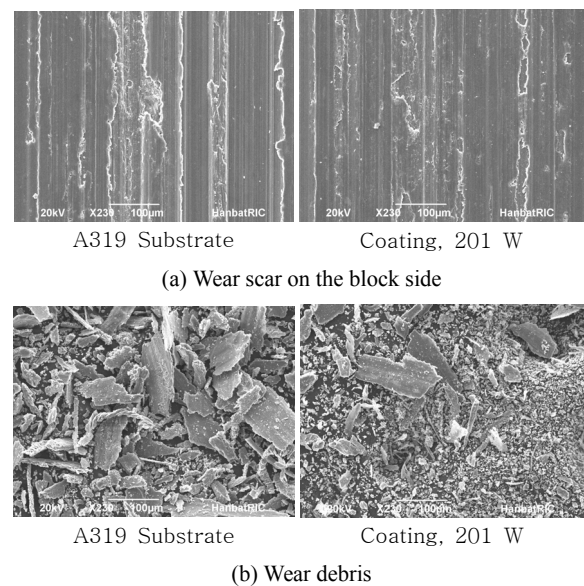 20kV X230 100μm HanbatRIC
20kV X230 100μm HanbatRIC
A319 Substrate
Coating, 201 W
(a) Wear scar on the block side
20kV X230 100μm HanbatRIC
20kV X230 100μm HanbatRIC
A319 Substrate
Coating, 201 W
(b) Wear debris